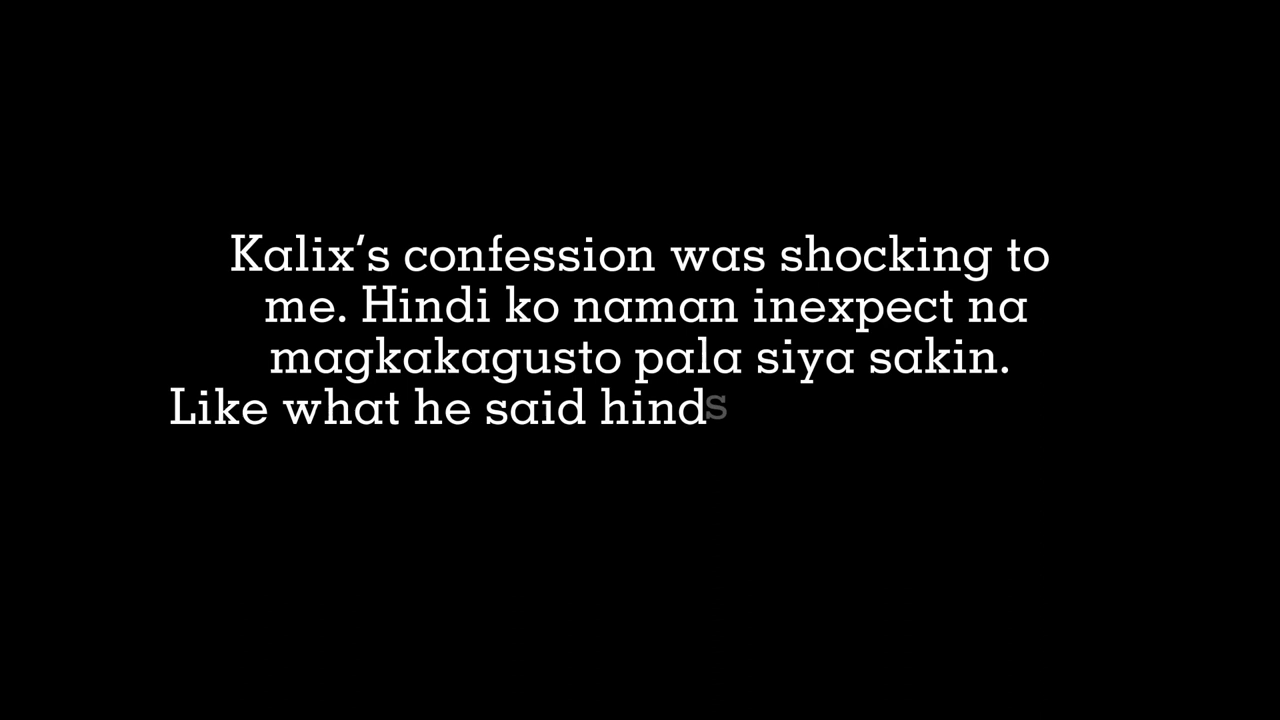 Kalix's confession was shocking to
me. Hindi ko naman inexpect na
magkakagusto pala siya sakin.
Like what he said hinds